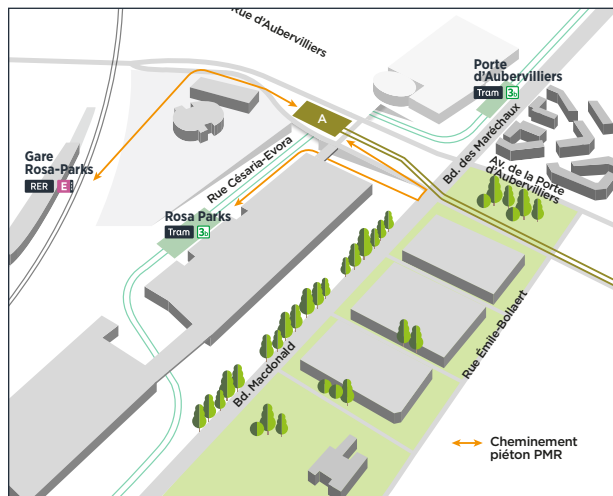 Rue d'Aubervilliers
Porte
d'Aubervilliers
Tram 3b
A
Bd. des Maréchaux
Gare
Rosa-Parks
RER E
Rue Césaria-Evora
Av. de la Porte
d'Aubervilliers
Rosa Parks
Tram 3b
Rue Émile-Bollaert
Bd. Macdonald
Cheminement
piéton PMR